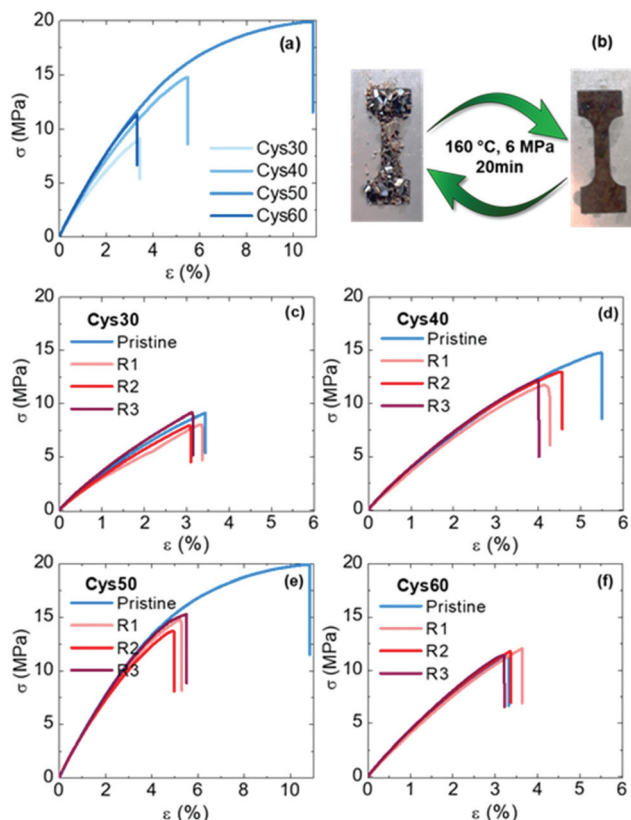 (a)
20
15
10
5
0
σ (MPa)
0 2 4 6 8 10
ε (%)
Cys30
Cys40
Cys50
Cys60
(b)
160 °C, 6 MPa
20min
(c)
Cys30
Pristine
R1
R2
R3
20
15
10
5
0
σ (MPa)
0 1 2 3 4 5 6
ε (%)
(d)
Cys40
Pristine
R1
R2
R3
20
15
10
5
0
σ (MPa)
0 1 2 3 4 5 6
ε (%)
(e)
Cys50
Pristine
R1
R2
R3
20
15
10
5
0
σ (MPa)
0 2 4 6 8 10
ε (%)
(f)
Cys60
Pristine
R1
R2
R3
20
15
10
5
0
σ (MPa)
0 1 2 3 4 5 6
ε (%)